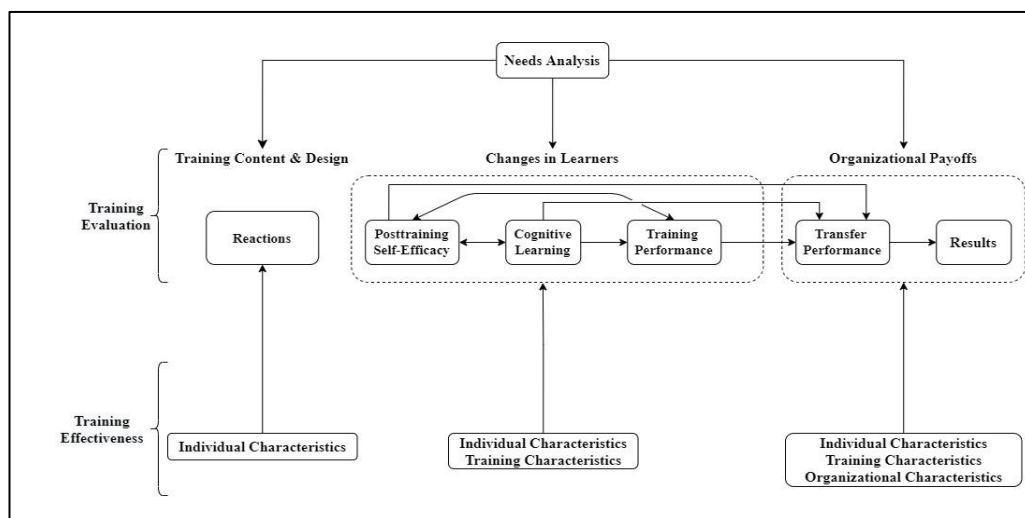 Needs Analysis
Training Content & Design
Changes in Learners
Organizational Payoffs
Training
Evaluation
Reactions
Posttraining
Self-Efficacy
Cognitive
Learning
Training
Performance
Transfer
Performance
Results
Training
Effectiveness
Individual Characteristics
Individual Characteristics
Training Characteristics
Individual Characteristics
Training Characteristics
Organizational Characteristics